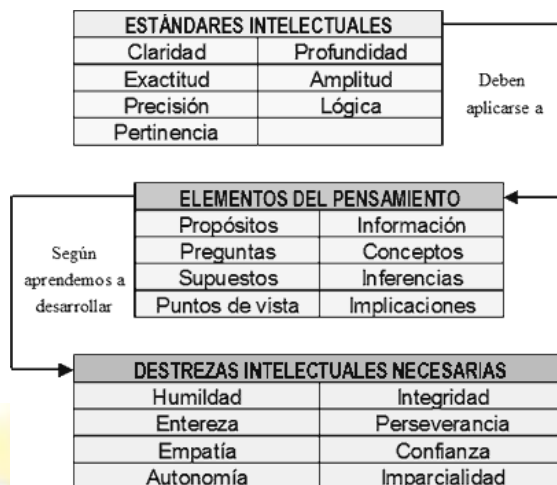 ESTÁNDARES INTELECTUALES
Claridad Profundidad
Exactitud Amplitud
Precisión Lógica
Pertinencia
Deben
aplicarse a
ELEMENTOS DEL PENSAMIENTO
Propósitos Información
Preguntas Conceptos
Supuestos Inferencias
Puntos de vista Implicaciones
Según
aprendemos a
desarrollar
DESTREZAS INTELECTUALES NECESARIAS
Humildad Integridad
Entereza Perseverancia
Empatía Confianza
Autonomía Imparcialidad